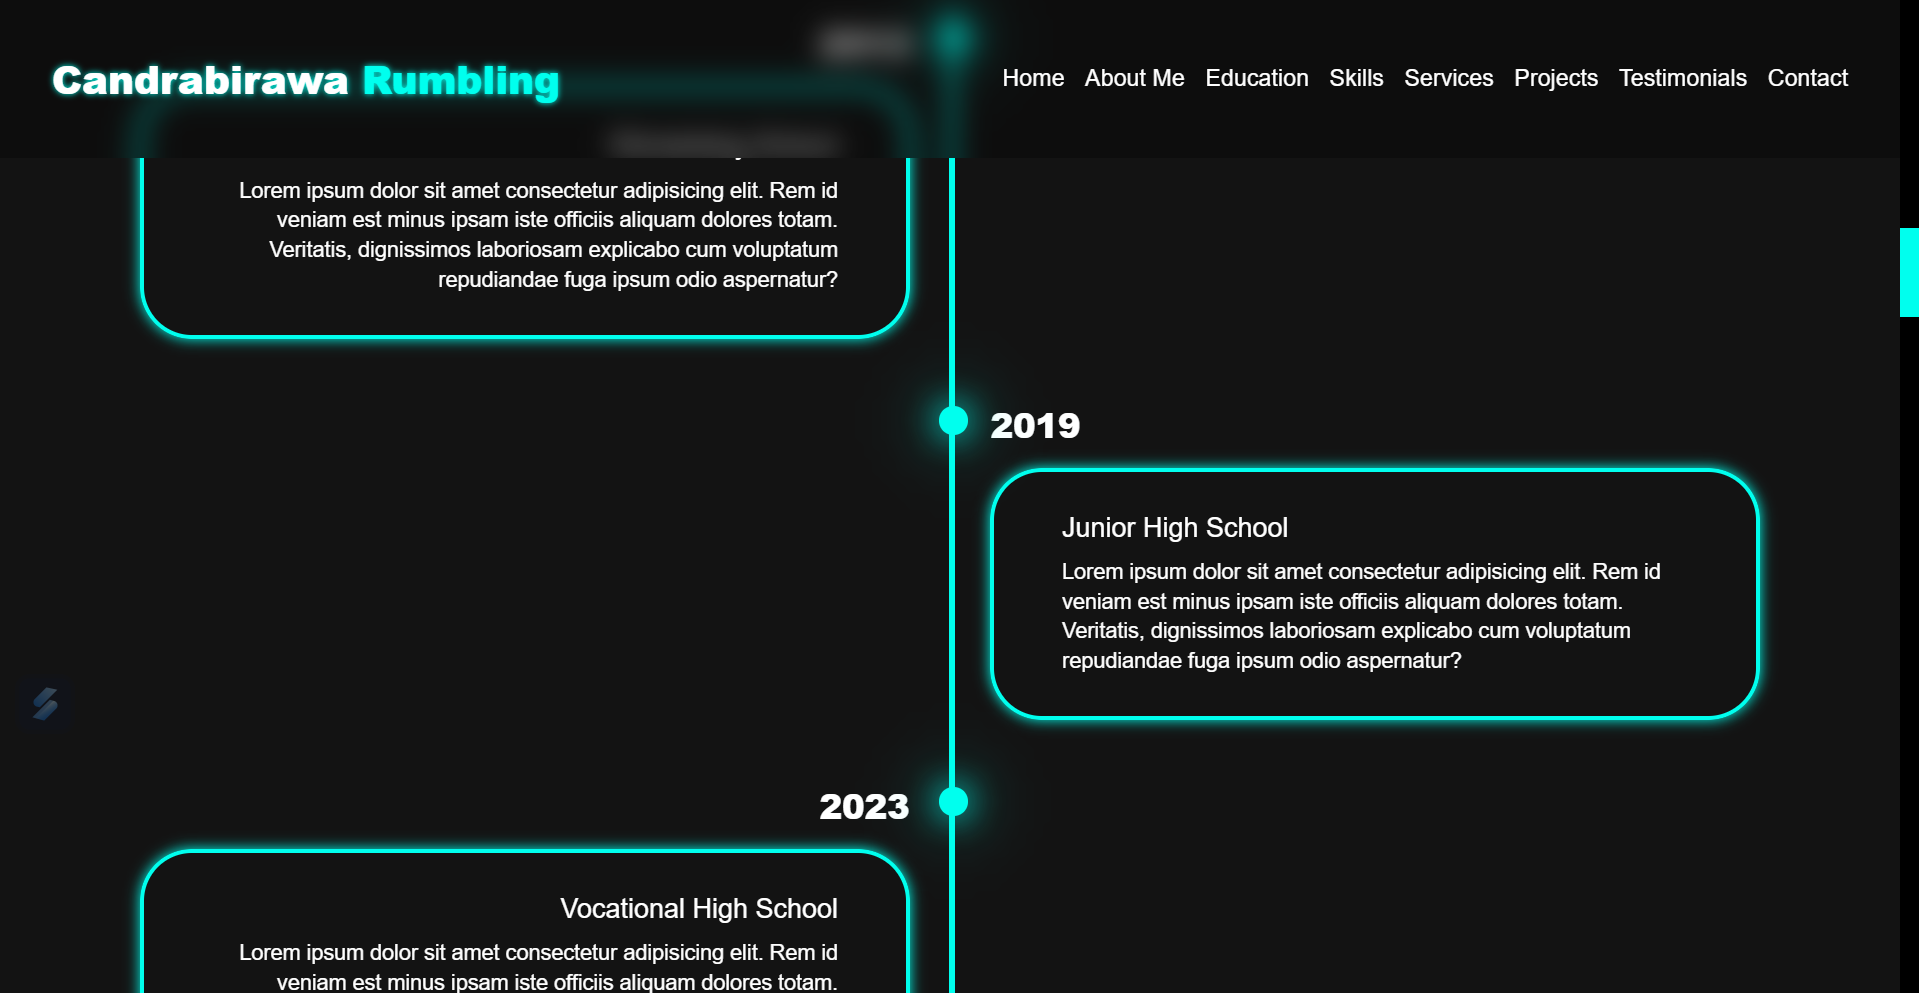 Candrabirawa Rumbling
Home About Me Education Skills Services Projects Testimonials Contact
Lorem ipsum dolor sit amet consectetur adipisicing elit. Rem id
veniam est minus ipsam iste officiis aliquam dolores totam.
Veritatis, dignissimos laboriosam explicabo cum voluptatum
repudiandae fuga ipsum odio aspernatur?
2019
Junior High School
Lorem ipsum dolor sit amet consectetur adipisicing elit. Rem id
veniam est minus ipsam iste officiis aliquam dolores totam.
Veritatis, dignissimos laboriosam explicabo cum voluptatum
repudiandae fuga ipsum odio aspernatur?
2023
Vocational High School
Lorem ipsum dolor sit amet consectetur adipisicing elit. Rem id
veniam est minus ipsam iste officiis aliquam dolores totam.